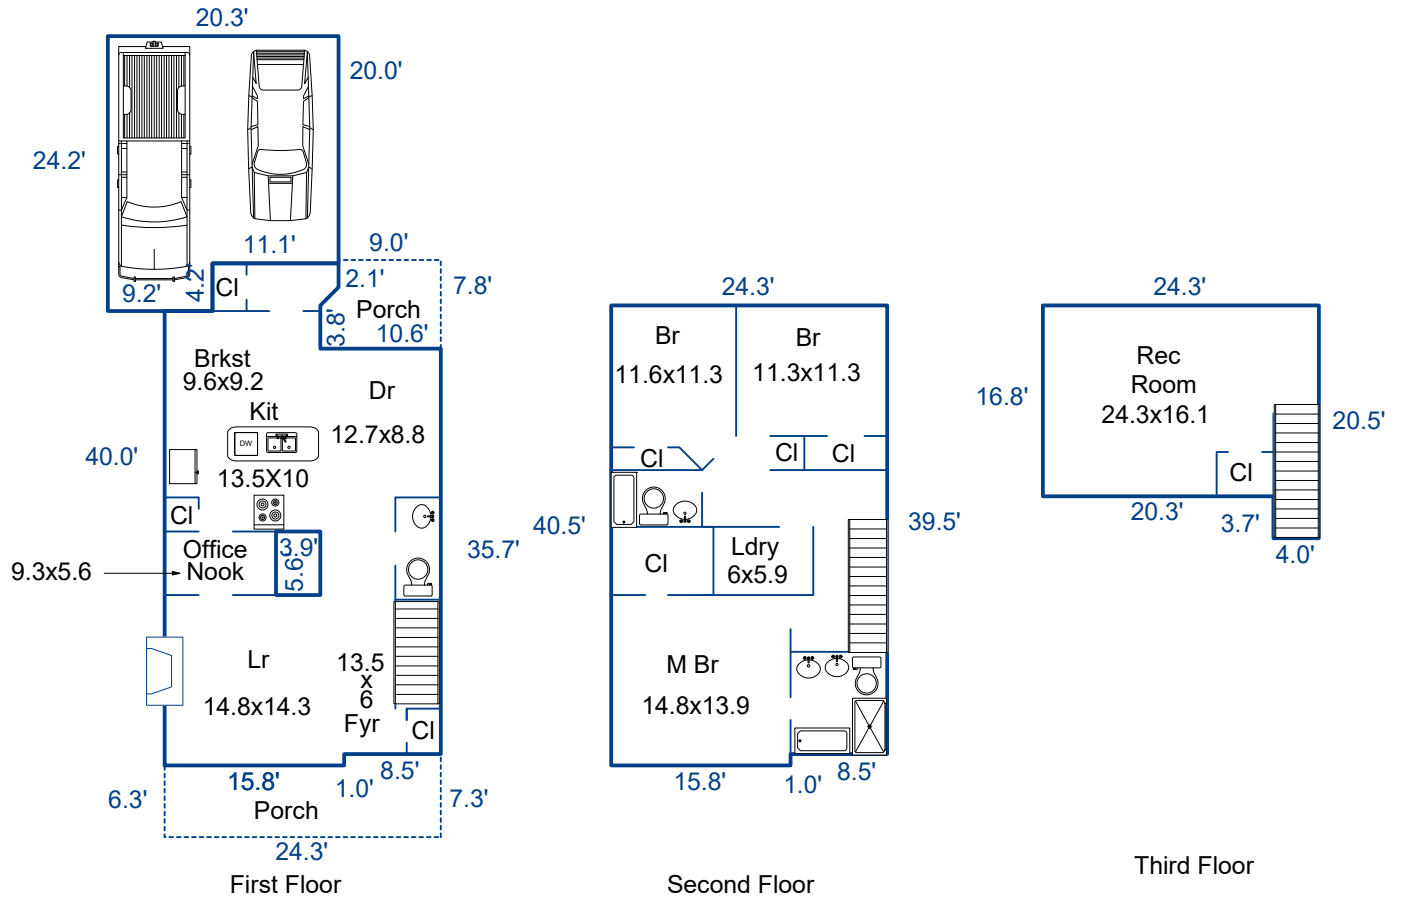 20.3'
20.0'
24.2'
11.1'
9.0'
9.2'
4.2'
Cl
2.1'
7.8'
Porch
3.8'
10.6'
Brkst
9.6x9.2
Dr
Kit
12.7x8.8
DW
40.0'
13.5X10
Cl
Office
Nook
3.9'
5.6'
35.7'
9.3x5.6
Lr
14.8x14.3
13.5
x
6
Fyr
Cl
15.8'
1.0'
8.5'
6.3'
7.3'
Porch
24.3'
First Floor
24.3'
Br
11.6x11.3
Br
11.3x11.3
Cl
Cl
Cl
40.5'
39.5'
Cl
Ldry
6x5.9
M Br
14.8x13.9
15.8'
1.0'
8.5'
Second Floor
24.3'
Rec
Room
24.3x16.1
16.8'
20.5'
Cl
20.3'
3.7'
4.0'
Third Floor